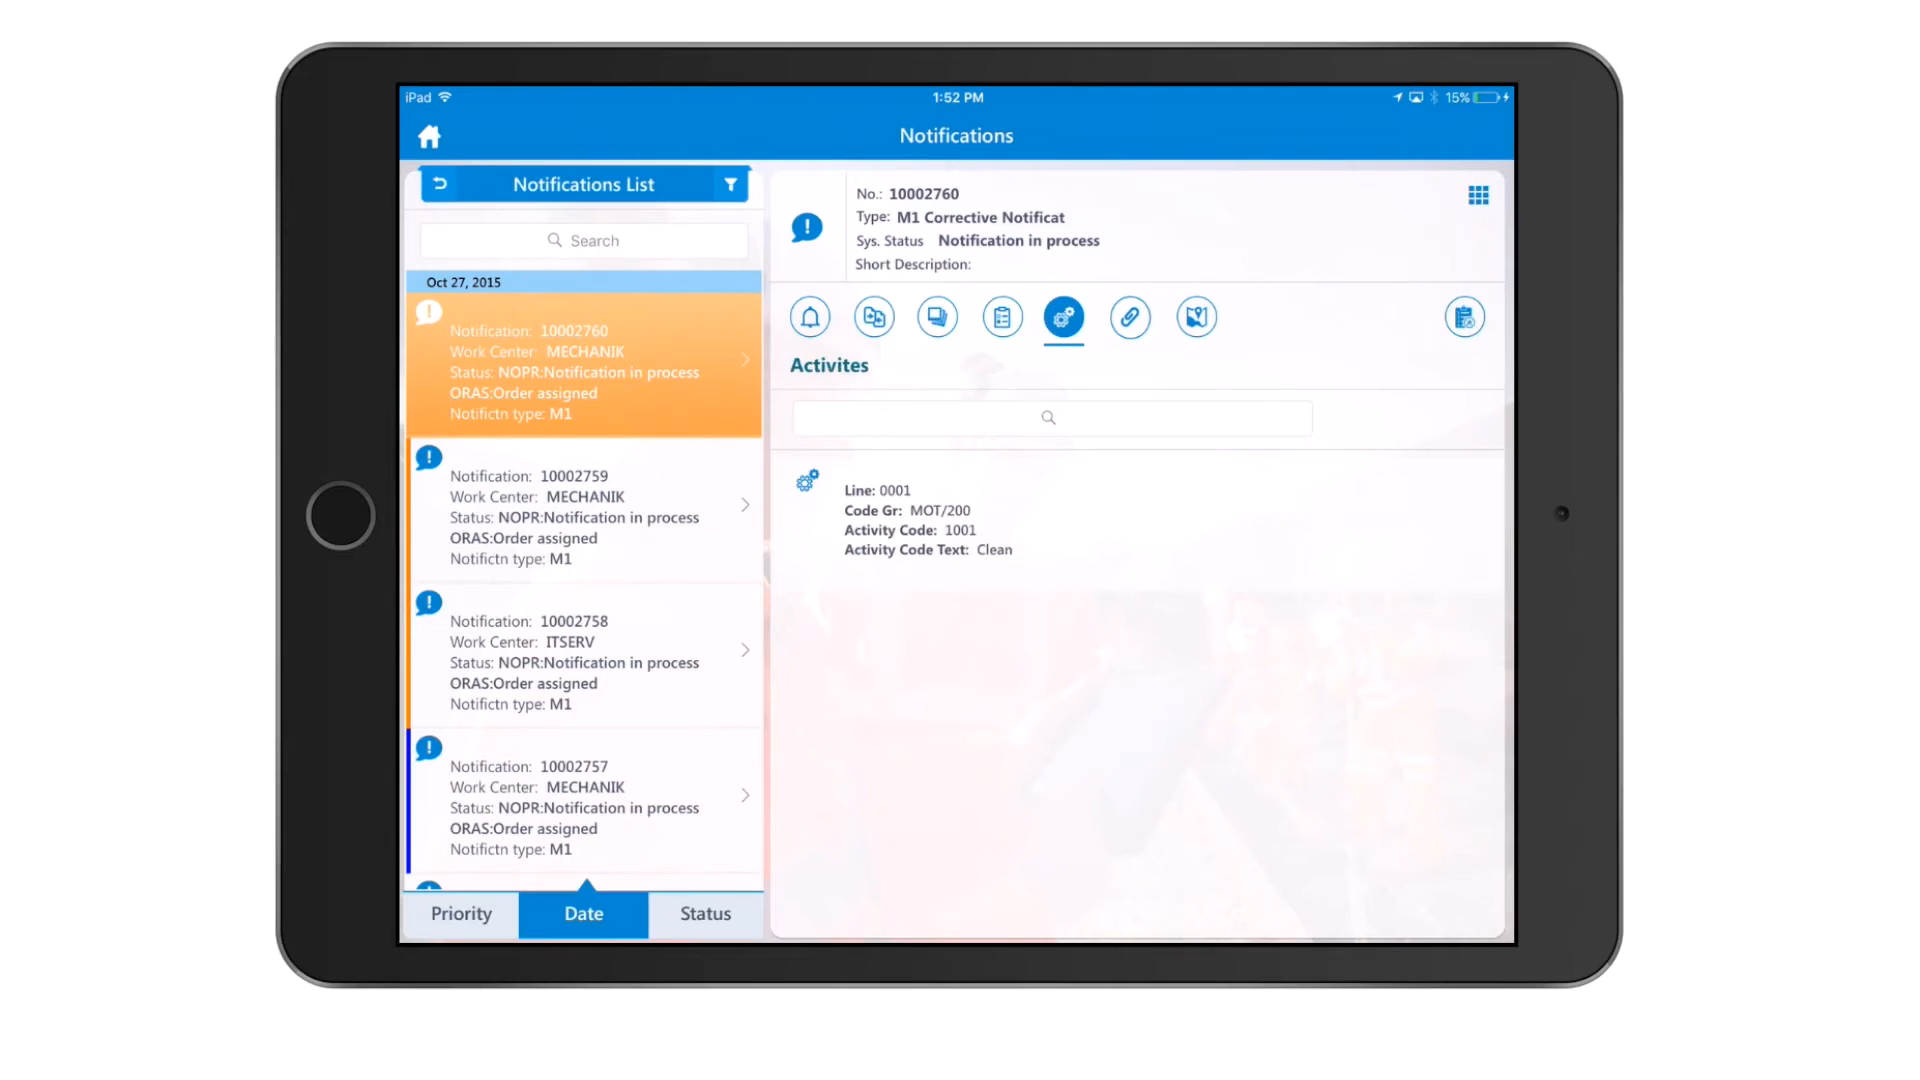 iPad
1:52 PM
15%
Notifications
Notifications List
Search
Oct 27, 2015
Notification: 10002760
Work Center: MECHANIK
Status: NOPR:Notification in process
ORAS:Order assigned
Notifictn type: M1
Notification: 10002759
Work Center: MECHANIK
Status: NOPR:Notification in process
ORAS:Order assigned
Notifictn type: M1
Notification: 10002758
Work Center: ITSERV
Status: NOPR:Notification in process
ORAS:Order assigned
Notifictn type: M1
Notification: 10002757
Work Center: MECHANIK
Status: NOPR:Notification in process
ORAS:Order assigned
Notifictn type: M1
Priority
Date
Status
No.: 10002760
Type: M1 Corrective Notificat
Sys. Status Notification in process
Short Description:
Activites
Line: 0001
Code Gr: MOT/200
Activity Code: 1001
Activity Code Text: Clean